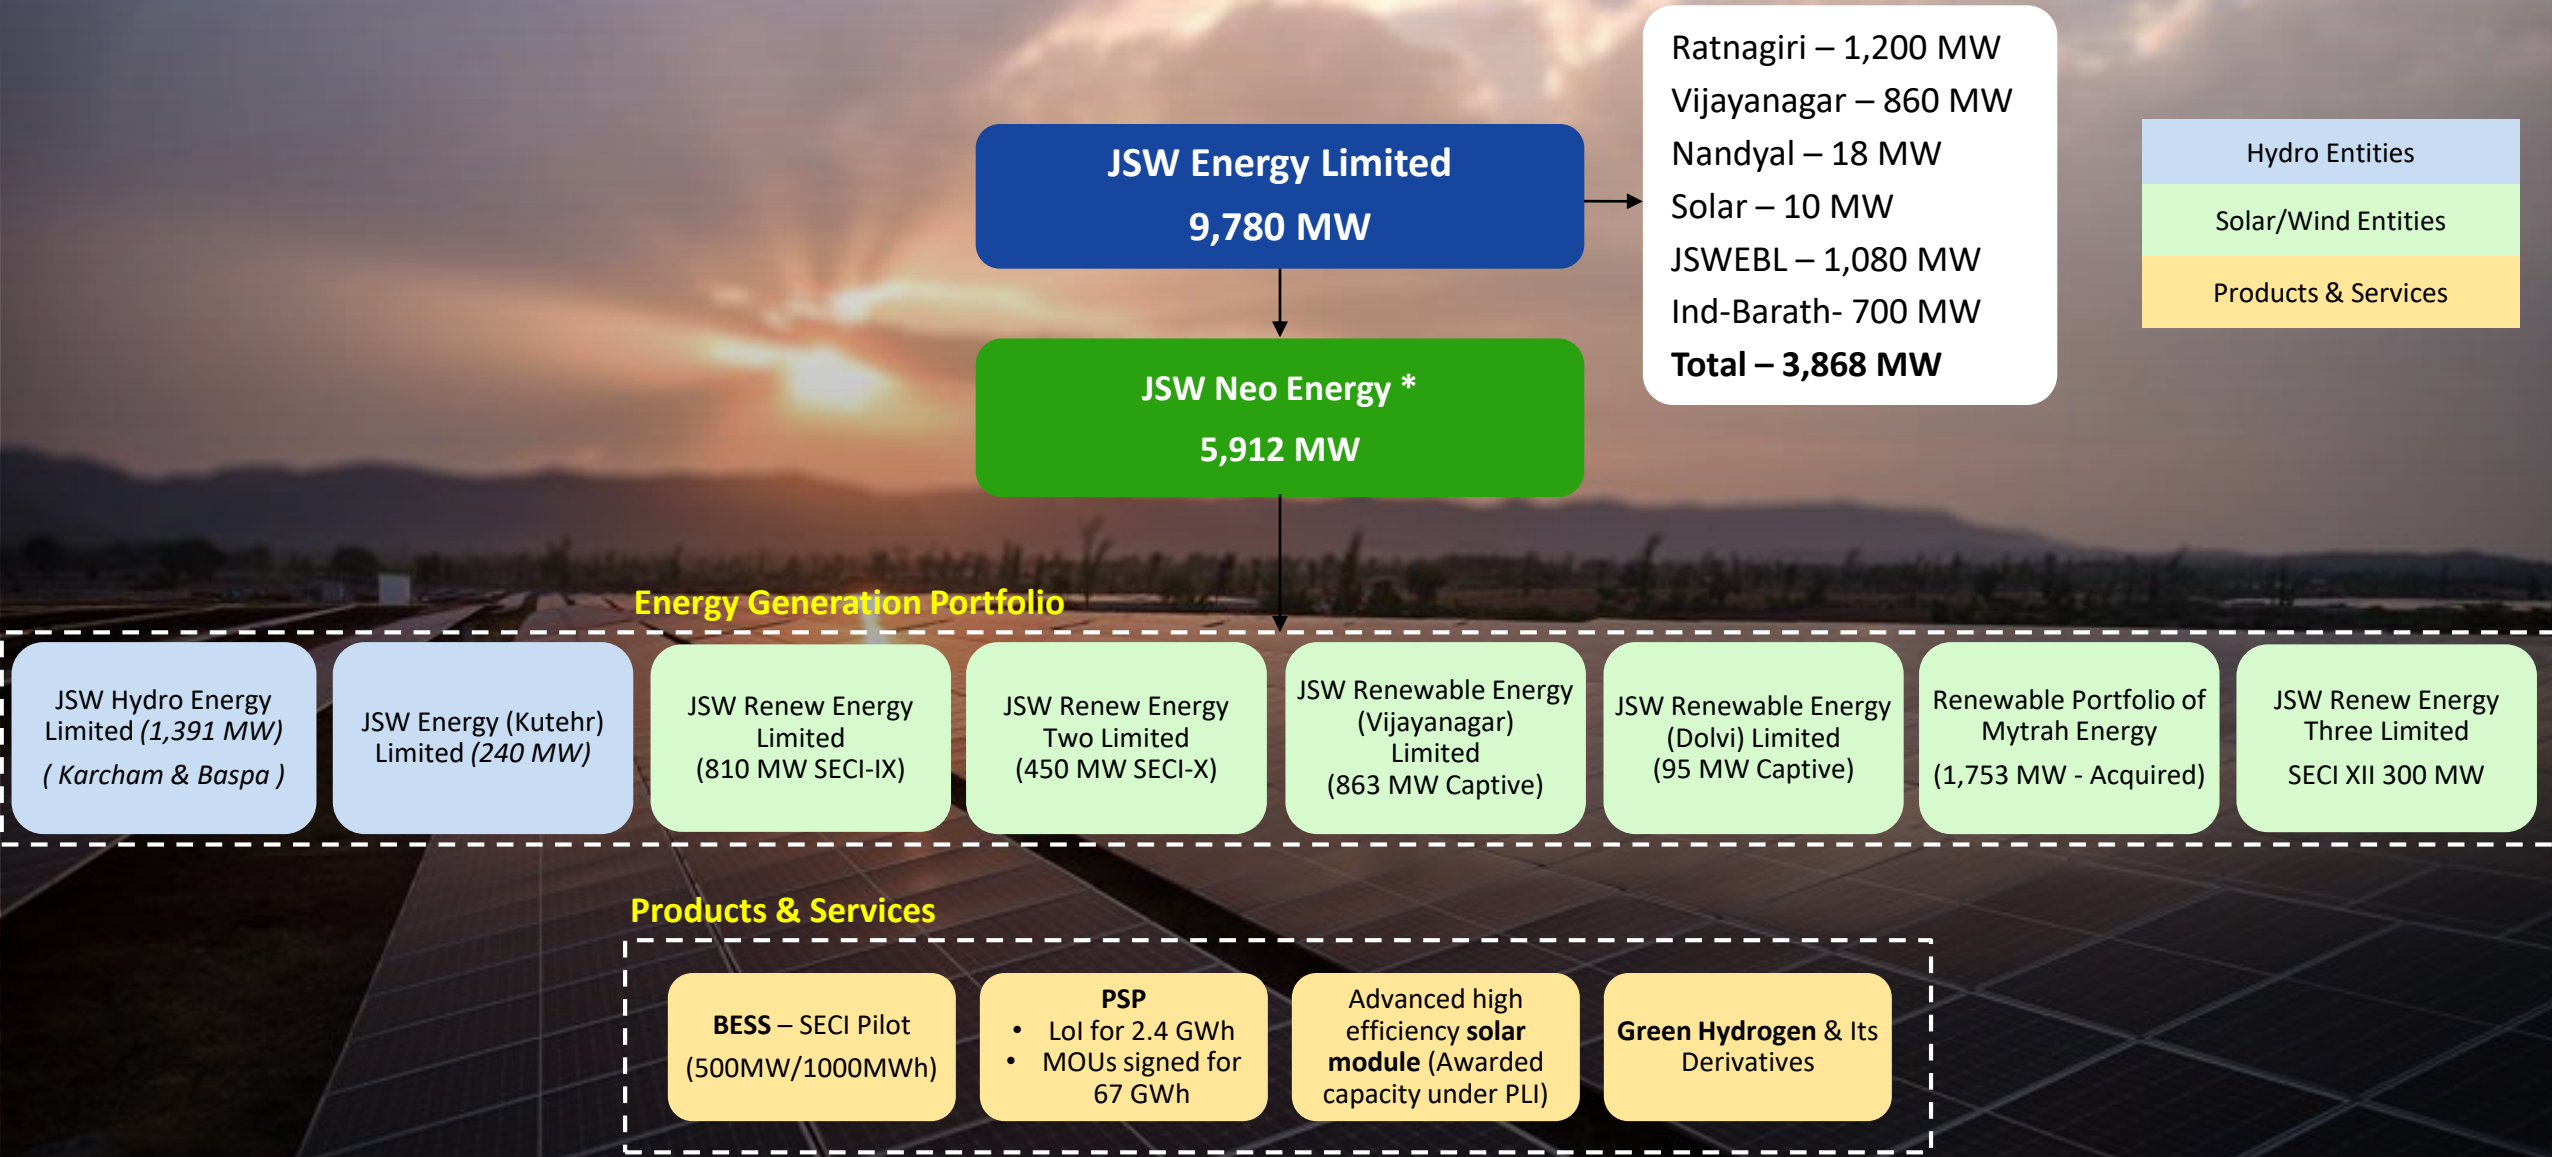 JSW Energy Limited
9,780 MW
Ratnagiri – 1,200 MW
Vijayanagar – 860 MW
Nandyal – 18 MW
Solar – 10 MW
JSWEBL – 1,080 MW
Ind-Barath- 700 MW
Total – 3,868 MW
Hydro Entities
Solar/Wind Entities
Products & Services
JSW Neo Energy *
5,912 MW
Energy Generation Portfolio
JSW Hydro Energy
Limited (1,391 MW)
( Karcham & Baspa )
JSW Energy (Kutehr)
Limited (240 MW)
JSW Renew Energy
Limited
(810 MW SECI-IX)
JSW Renew Energy
Two Limited
(450 MW SECI-X)
JSW Renewable Energy
(Vijayanagar)
Limited
(863 MW Captive)
JSW Renewable Energy
(Dolvi) Limited
(95 MW Captive)
Renewable Portfolio of
Mytrah Energy
(1,753 MW - Acquired)
JSW Renew Energy
Three Limited
SECI XII 300 MW
Products & Services
BESS – SECI Pilot
(500MW/1000MWh)
PSP
• LoI for 2.4 GWh
• MOUs signed for
67 GWh
Advanced high
efficiency solar
module (Awarded
capacity under PLI)
Green Hydrogen & Its
Derivatives